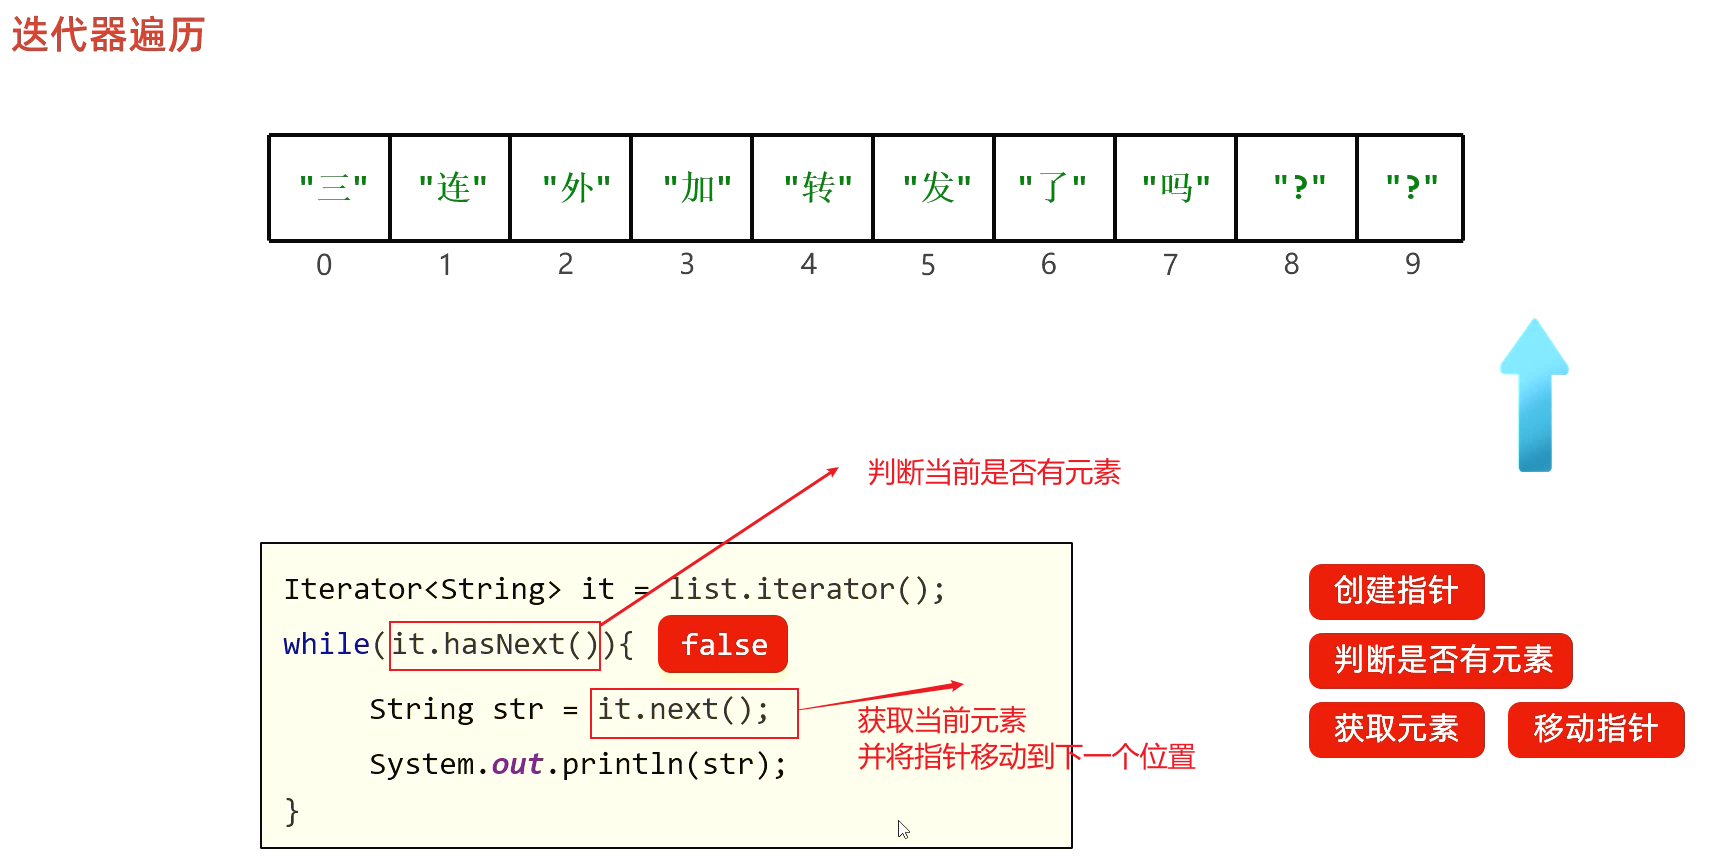 迭代器遍历
"三" "连" "外" "加" "转" "发" "了" "吗" "?" "?"
0 1 2 3 4 5 6 7 8 9
判断当前是否有元素
Iterator<String> it = list.iterator();
while(it.hasNext()){ false
String str = it.next();
获取当前元素
并将指针移动到下一个位置
System.out.println(str);
}
创建指针
判断是否有元素
获取元素 移动指针